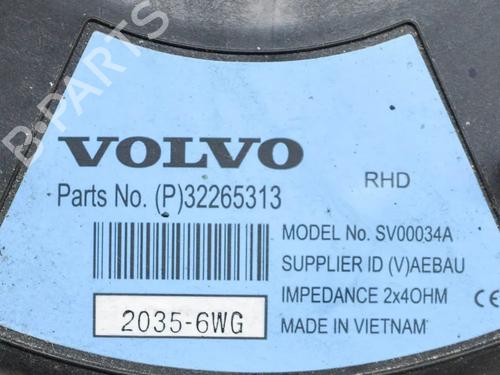 VOLVO
RHD
Parts No. (P)32265313
MODEL No. SV00034A
SUPPLIER ID (V)AEBAU
IMPEDANCE 2x4OHM
CE
2035-6WG
MADE IN VIETNAM
B-PARTS